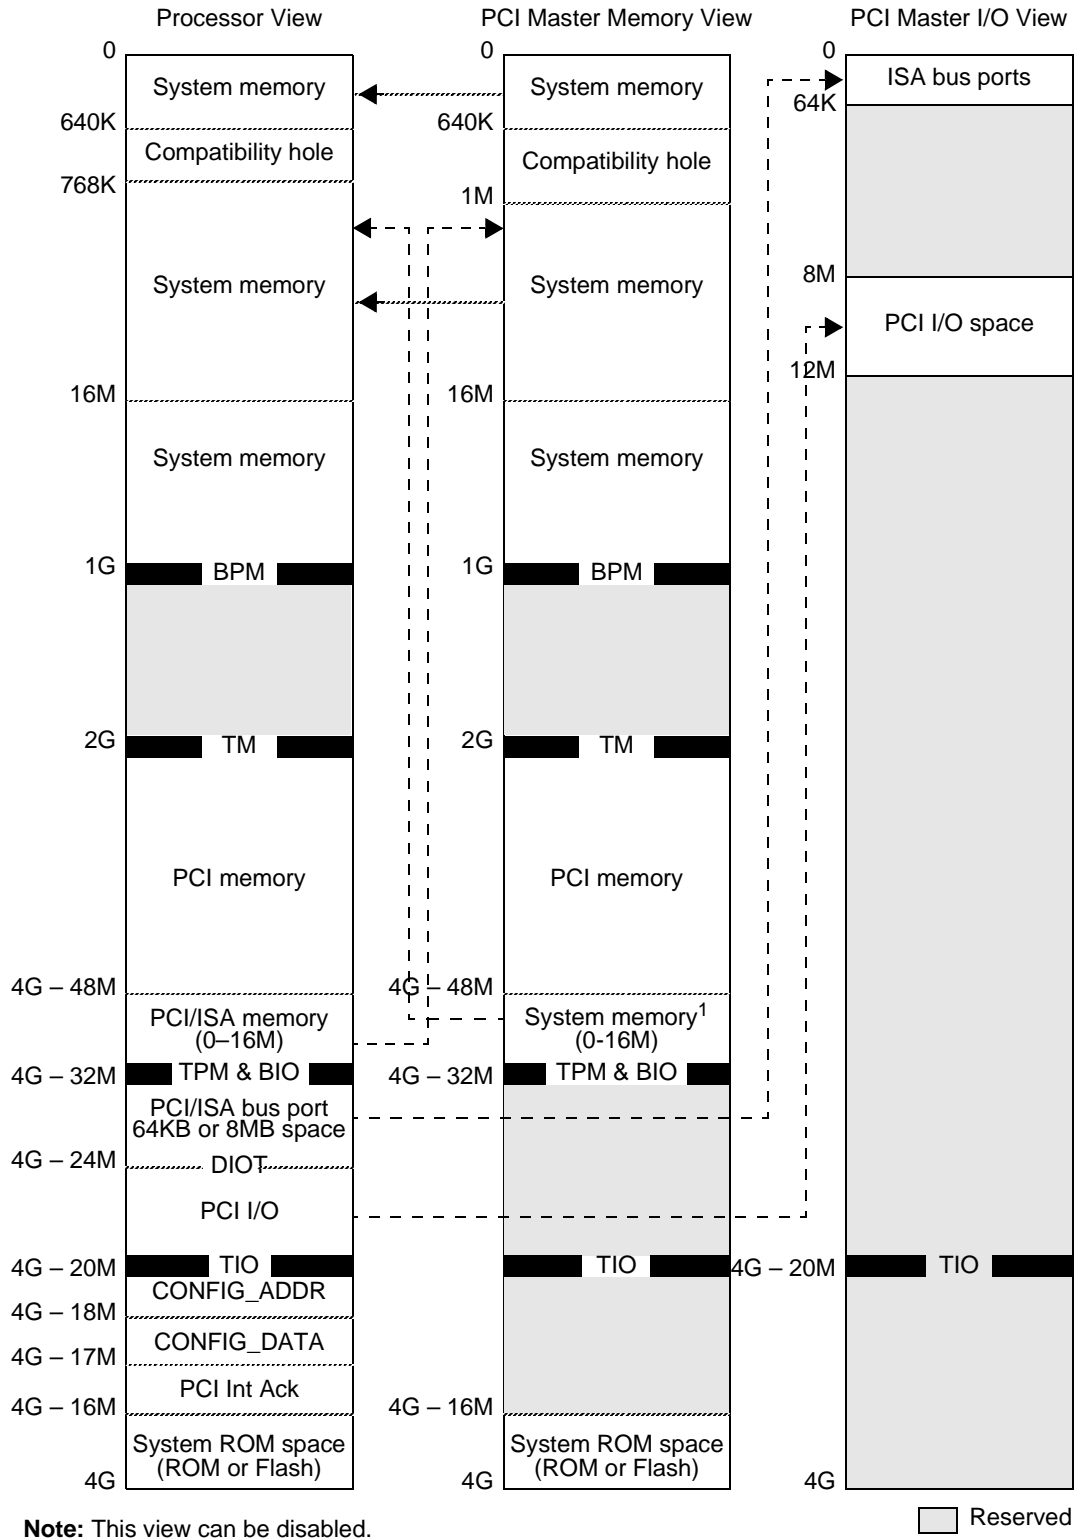 Processor View
PCI Master Memory View
PCI Master I/O View
0
System memory
640K
Compatibility hole
768K
System memory
16M
System memory
1G
BPM
2G
TM
PCI memory
4G – 48M
PCI/ISA memory
(0–16M)
4G – 32M
TPM & BIO
PCI/ISA bus port
64KB or 8MB space
4G – 24M
DIOT
PCI I/O
4G – 20M
TIO
CONFIG_ADDR
4G – 18M
CONFIG_DATA
4G – 17M
PCI Int Ack
4G – 16M
System ROM space
(ROM or Flash)
4G
0
System memory
640K
Compatibility hole
1M
System memory
16M
System memory
1G
BPM
2G
TM
PCI memory
4G – 48M
System memory1
(0-16M)
4G – 32M
TPM & BIO
TIO
4G – 16M
System ROM space
(ROM or Flash)
4G
0
ISA bus ports
64K
8M
PCI I/O space
12M
4G – 20M
TIO
4G
Note: This view can be disabled.
Reserved